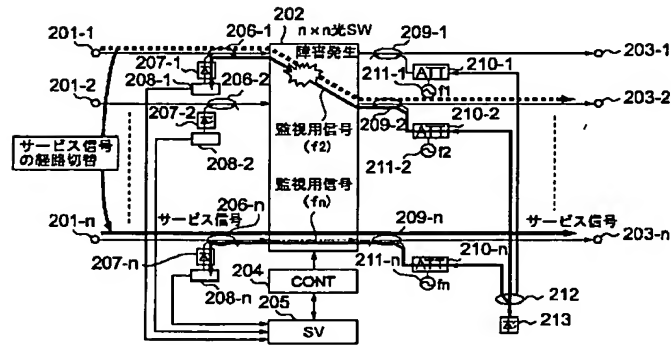 202
n×n光SW
201-1
206-1
障害発生
209-1
203-1
207-1
208-1
206-2
211-1
ATT
210-1
f1
201-2
203-2
207-2
209-2
210-2
監視用信号
(f2)
ATT
211-2
f2
208-2
サービス信号
の経路切替
監視用信号
(fn)
201-n
サービス信号
206-n
209-n
サービス信号
203-n
207-n
ATT
210-n
211-n
fn
208-n
204
CONT
205
SV
212
213